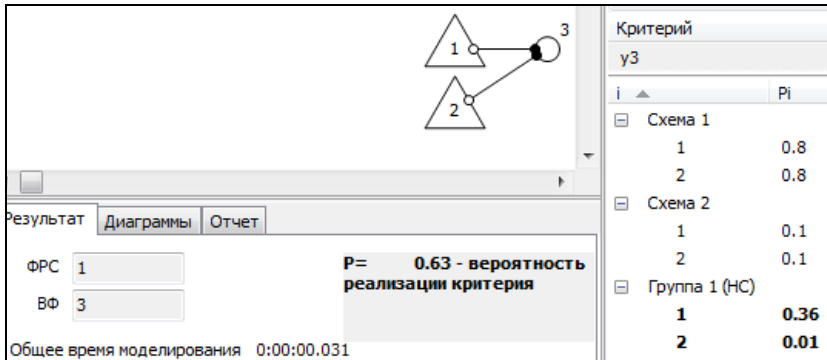 3
1
2
Критерий
y3
i Pi
Схема 1
1 0.8
2 0.8
Схема 2
1 0.1
2 0.1
Группа 1 (НС)
1 0.36
2 0.01
Результат Диаграммы Отчет
ФРС 1
ВФ 3
P= 0.63 - вероятность
реализации критерия
Общее время моделирования 0:00:00.031